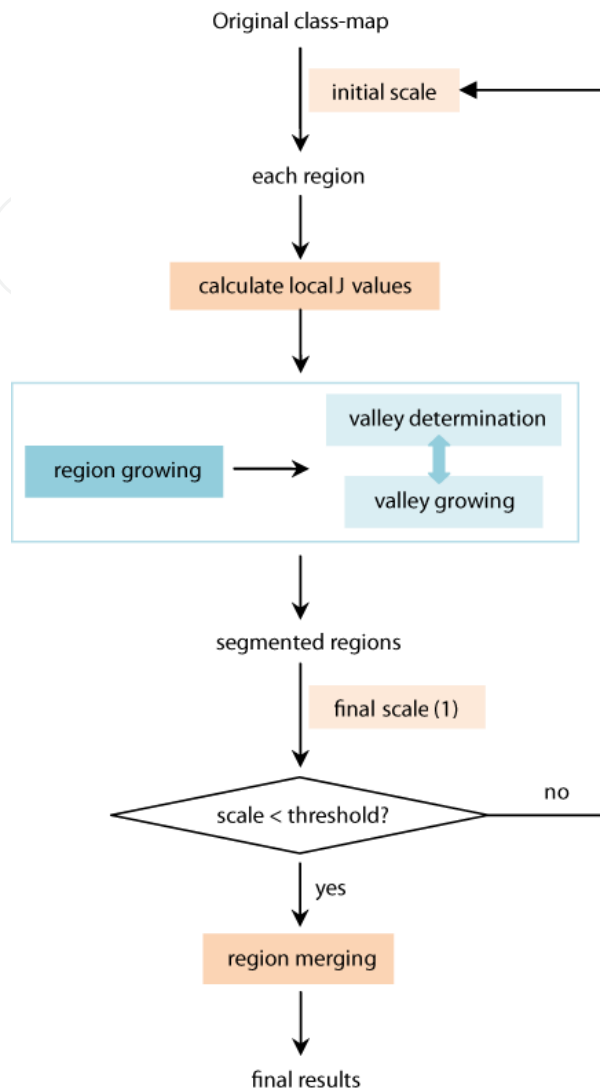 Original class-map
initial scale
each region
calculate local J values
valley determination
region growing
valley growing
segmented regions
final scale (1)
scale < threshold?
no
yes
region merging
final results